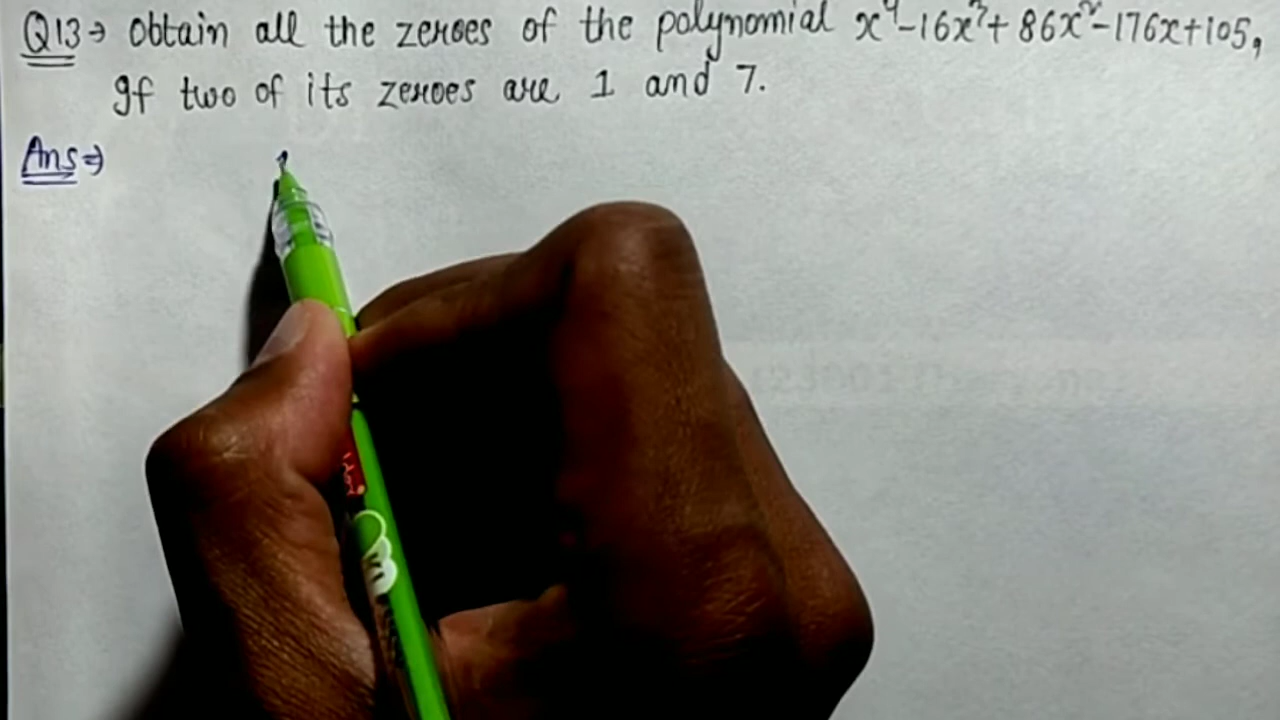 Q13→ Obtain all the zeroes of the polynomial x⁴-16x³+86x²-176x+105,
If two of its zeroes are 1 and 7.
Ans⇒